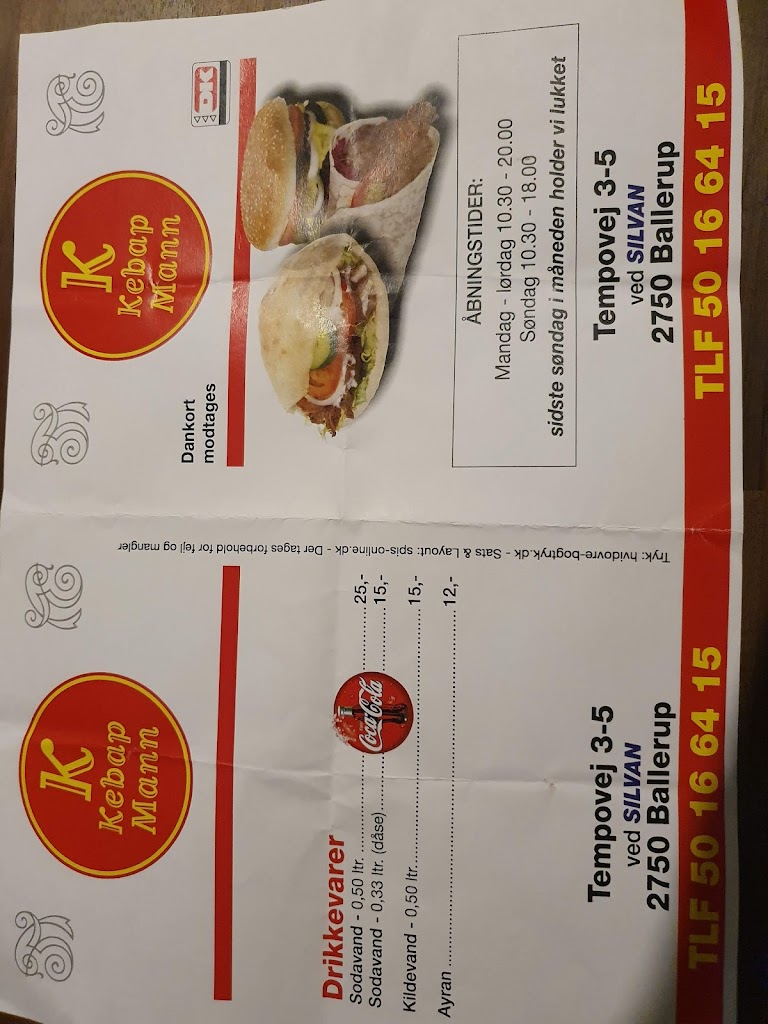 K
Kebap
Mann
Drikkevarer
Sodavand - 0,50 ltr. 25,-
Sodavand - 0,33 ltr. (dåse) 15,-
Kildevand - 0,50 ltr. 15,-
Ayran 12,-
Coca-Cola
Tempovej 3-5
ved SILVAN
2750 Ballerup
TLF 50 16 64 15
Tryk: hvidovre-bogtryk.dk - Sats & Layout: spis-online.dk - Der tages forbehold for fejl og mangler
K
Kebap
Mann
Dankort
modtages
DK
ÅBNINGSTIDER:
Mandag - lørdag 10.30 - 20.00
Søndag 10.30 - 18.00
sidste søndag i måneden holder vi lukket
Tempovej 3-5
ved SILVAN
2750 Ballerup
TLF 50 16 64 15